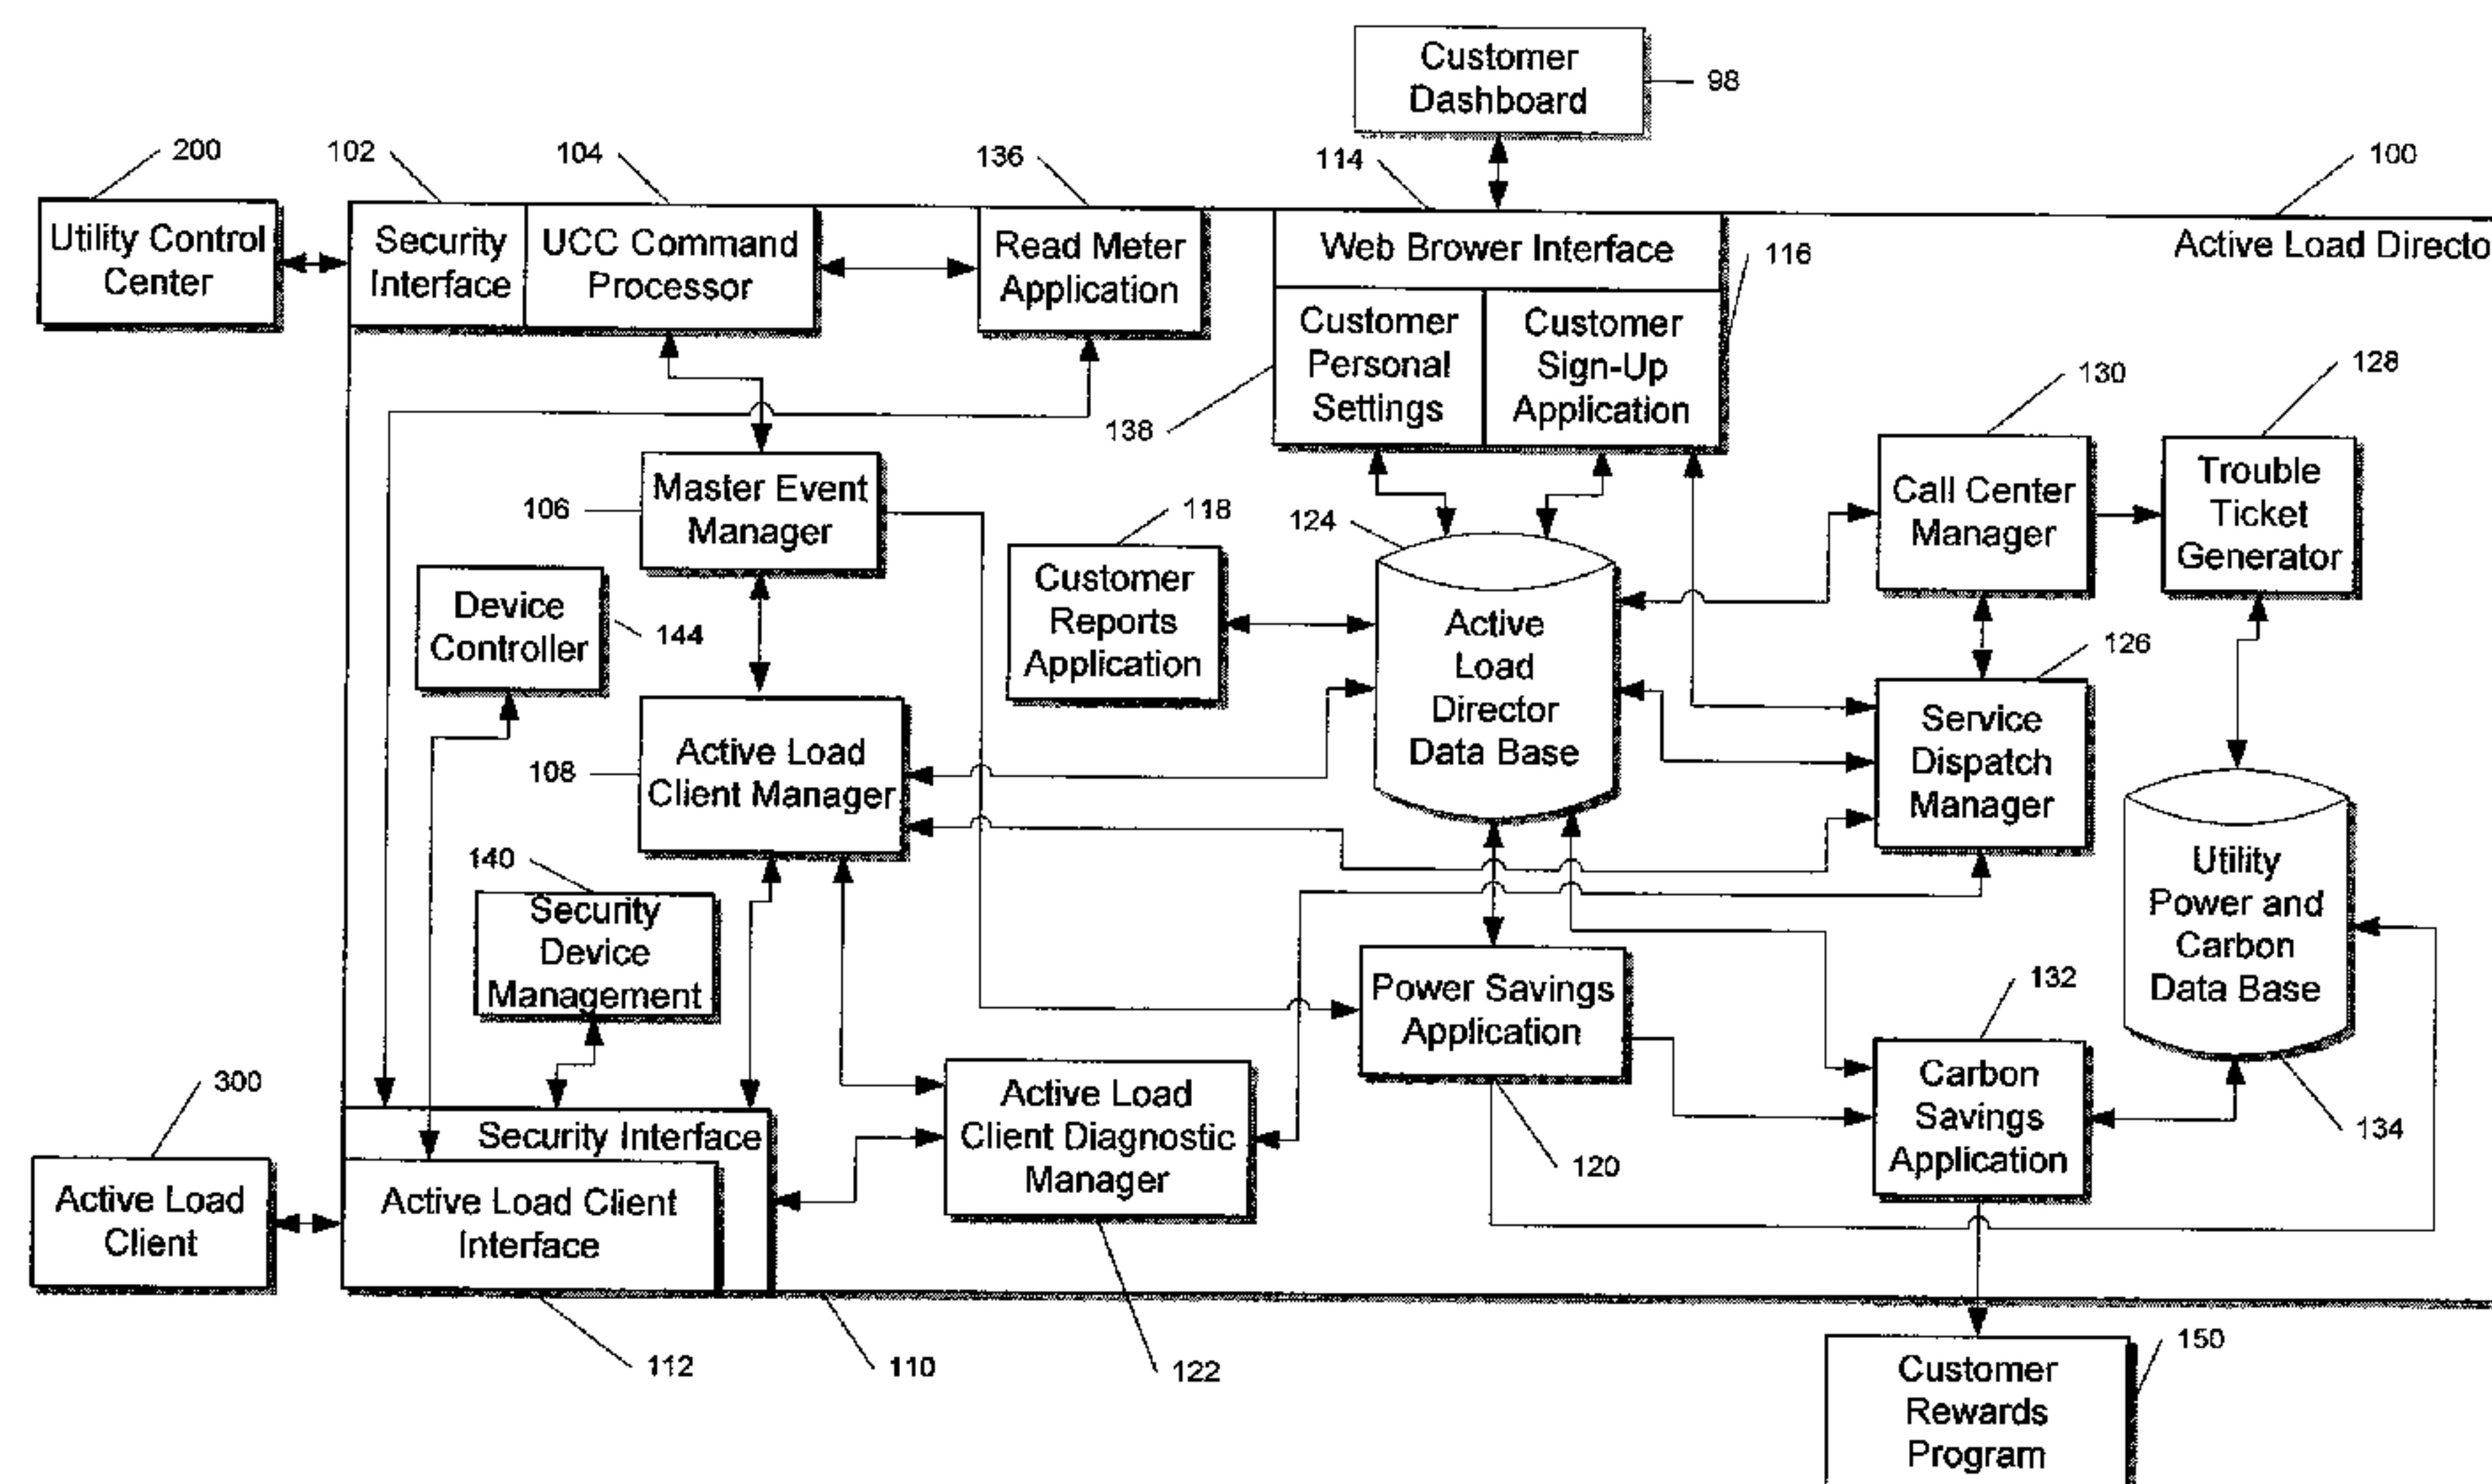 Customer
Dashboard
98
200
102
104
136
114
100
Utility Control
Center
Security
Interface
UCC Command
Processor
Read Meter
Application
Web Brower Interface
116
Active Load Directo
Customer
Personal
Settings
Customer
Sign-Up
Application
138
130
128
Master Event
Manager
106
118
124
Call Center
Manager
Trouble
Ticket
Generator
Device
Controller
144
Customer
Reports
Application
Active
Load
Director
Data Base
126
Active Load
Client Manager
108
Service
Dispatch
Manager
140
Security
Device
Management
Utility
Power and
Carbon
Data Base
Power Savings
Application
132
300
Security Interface
Active Load
Client Diagnostic
Manager
120
Carbon
Savings
Application
134
Active Load
Client
Active Load Client
Interface
112
110
122
150
Customer
Rewards
Program